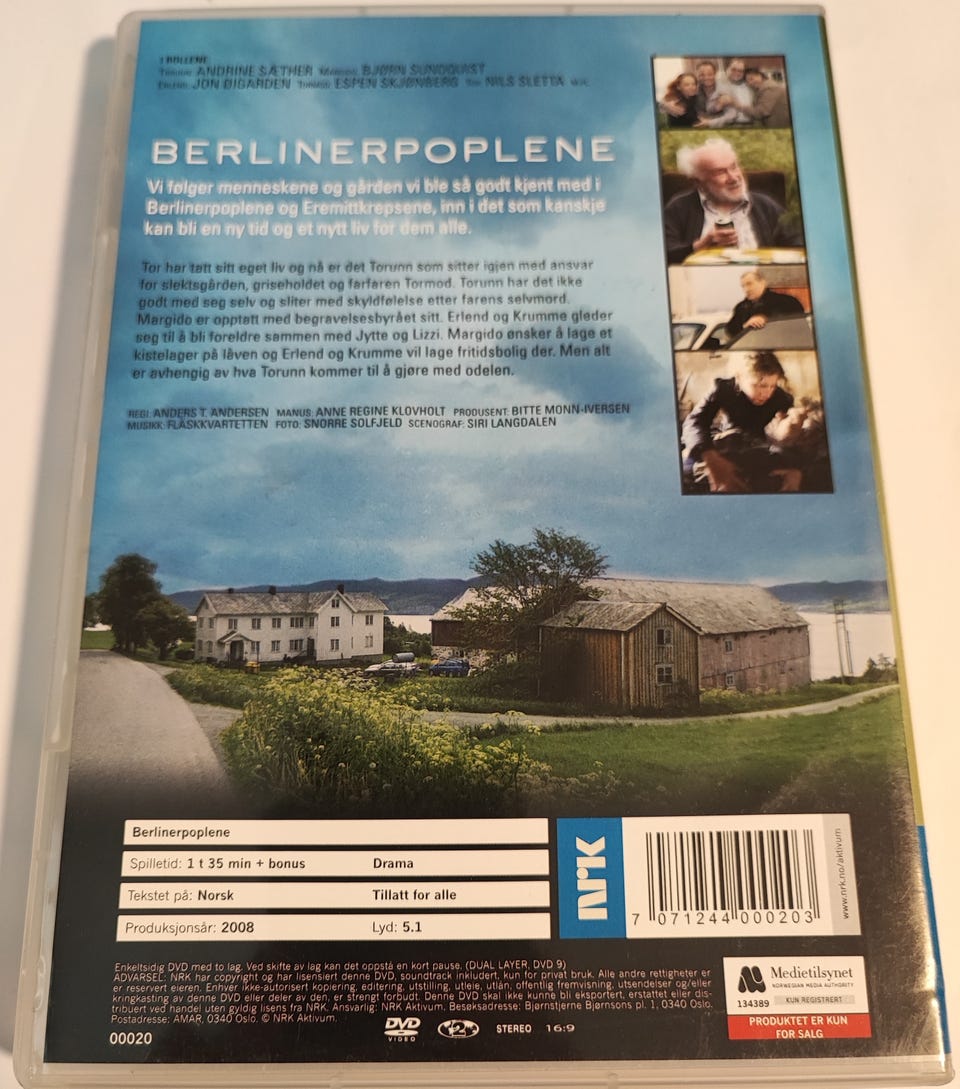 I ROLLENE
TORUNN: ANDRINE SÆTHER MARGIDO: BJØRN SUNDQUIST
ERLEND: JON ØIGARDEN TORMOD: ESPEN SKJØNBERG TOR: NILS SLETTA M.FL.
BERLINERPOPLENE
Vi følger menneskene og gården vi ble så godt kjent med i
Berlinerpoplene og Eremittkrepsene, inn i det som kanskje
kan bli en ny tid og et nytt liv for dem alle.
Tor har tatt sitt eget liv og nå er det Torunn som sitter igjen med ansvar
for slektsgården, griseholdet og farfaren Tormod. Torunn har det ikke
godt med seg selv og sliter med skyldfølelse etter farens selvmord.
Margido er opptatt med begravelsesbyrået sitt. Erlend og Krumme gleder
seg til å bli foreldre sammen med Jytte og Lizzi. Margido ønsker å lage et
kistelager på låven og Erlend og Krumme vil lage fritidsbolig der. Men alt
er avhengig av hva Torunn kommer til å gjøre med odelen.
REGI: ANDERS T. ANDERSEN MANUS: ANNE REGINE KLOVHOLT PRODUSENT: BITTE MONN-IVERSEN
MUSIKK: FLÄSKKVARTETTEN FOTO: SNORRE SOLFJELD SCENOGRAF: SIRI LANGDALEN
Berlinerpoplene
Spilletid: 1 t 35 min + bonus Drama
Tekstet på: Norsk Tillatt for alle
Produksjonsår: 2008 Lyd: 5.1
NRK
7 071244 000203
www.nrk.no/aktivum
Enkeltsidig DVD med to lag. Ved skifte av lag kan det oppstå en kort pause. (DUAL LAYER, DVD 9)
ADVARSEL: NRK har copyright og har lisensiert denne DVD, soundtrack inkludert, kun for privat bruk. Alle andre rettigheter er
er reservert eieren. Enhver ikke-autorisert kopiering, editering, utstilling, utleie, utlån, offentlig fremvisning, utsendelser og/eller
kringkasting av denne DVD eller deler av den, er strengt forbudt. Denne DVD skal ikke kunne bli eksportert, erstattet eller dis-
tribuert ved handel uten gyldig lisens fra NRK. Ansvarlig: NRK Aktivum. Besøksadresse: Bjørnstjerne Bjørnsons pl. 1, 0340 Oslo.
Postadresse: AMAR, 0340 Oslo. © NRK Aktivum.
00020
DVD VIDEO
2
STEREO 16:9
Medietilsynet
NORWEGIAN MEDIA AUTHORITY
134389 KUN REGISTRERT
PRODUKTET ER KUN
FOR SALG